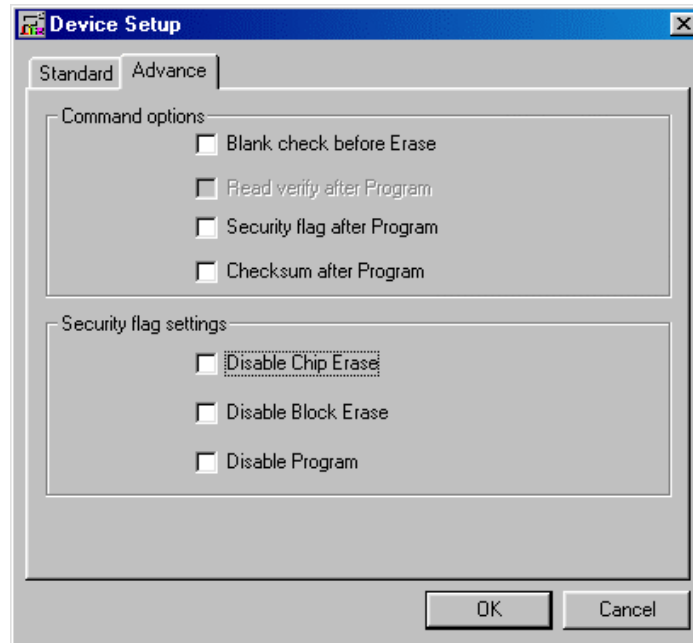 Device Setup
Standard
Advance
Command options
Blank check before Erase
Read verify after Program
Security flag after Program
Checksum after Program
Security flag settings
Disable Chip Erase
Disable Block Erase
Disable Program
OK
Cancel